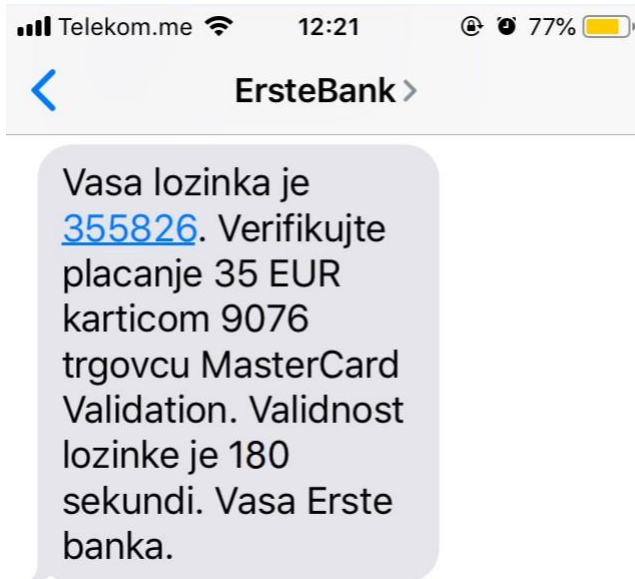 Telekom.me 12:21 77%
ErsteBank
Vasa lozinka je
355826. Verifikujte
placanje 35 EUR
karticom 9076
trgovcu MasterCard
Validation. Validnost
lozinke je 180
sekundi. Vasa Erste
banka.